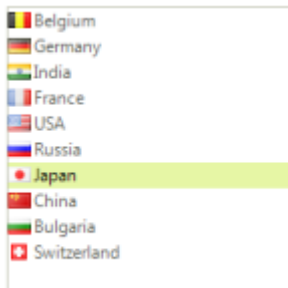 Belgium
Germany
India
France
USA
Russia
Japan
China
Bulgaria
Switzerland